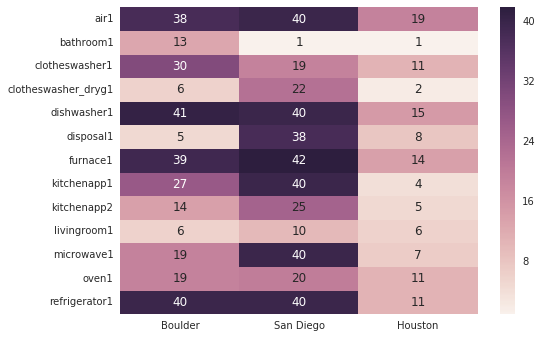 air1 38 40 19
bathroom1 13 1 1
clotheswasher1 30 19 11
clotheswasher_dryg1 6 22 2
dishwasher1 41 40 15
disposal1 5 38 8
furnace1 39 42 14
kitchenapp1 27 40 4
kitchenapp2 14 25 5
livingroom1 6 10 6
microwave1 19 40 7
oven1 19 20 11
refrigerator1 40 40 11
Boulder San Diego Houston
40
32
24
16
8